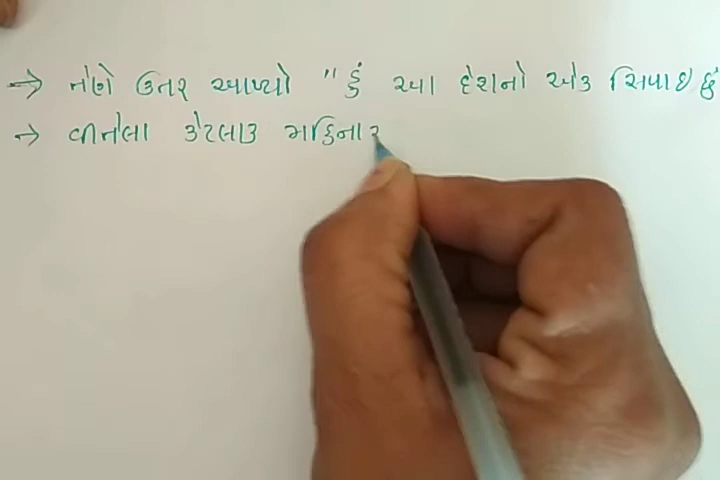 → તેણે ઉત્તર આપ્યો "હું આ દેશનો એક સિપાઇ છું
→ વીતેલા કેટલાક મહિના